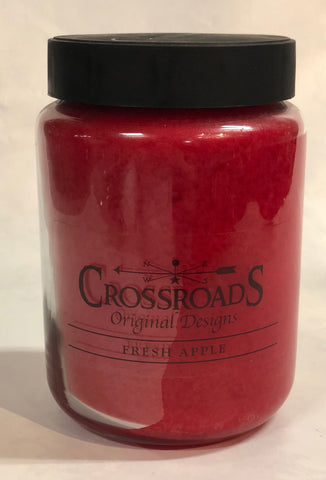 N
W E
S
CROSSROADS
Original Designs
FRESH APPLE